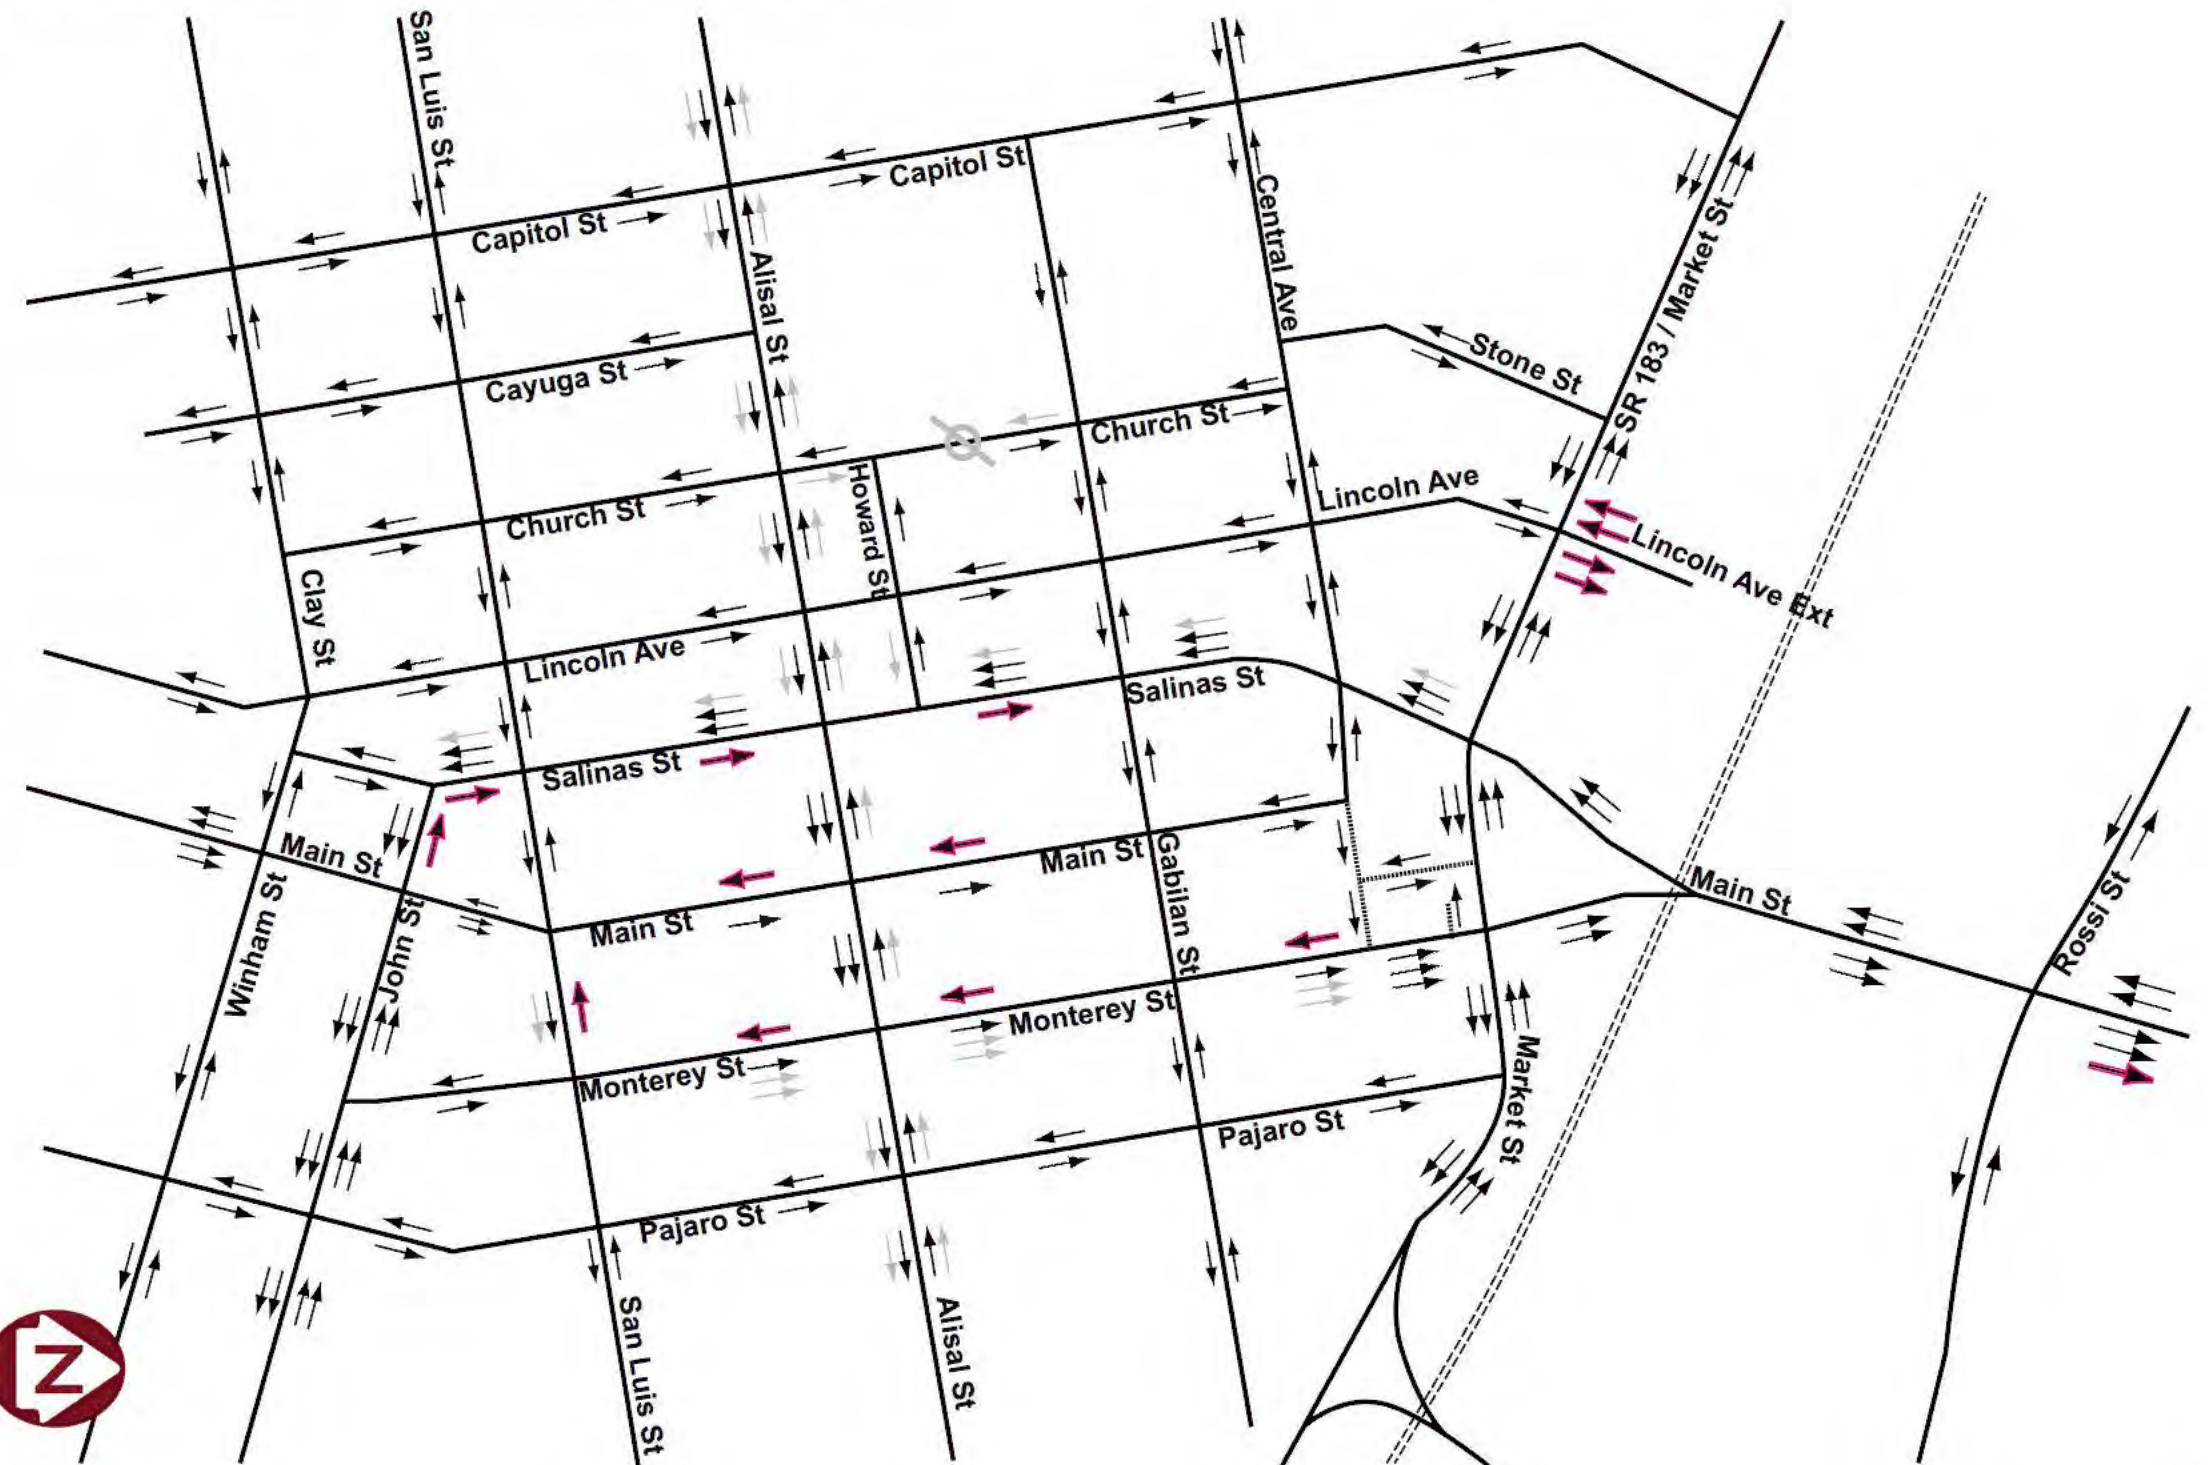 San Luis St
Capitol St
Capitol St
Central Ave
SR 183 / Market St
Alisal St
Stone St
Cayuga St
Church St
Howard St
Lincoln Ave
Church St
Lincoln Ave Ext
Clay St
Lincoln Ave
Salinas St
Salinas St
Main St
Main St
Gabilan St
Main St
Rossi St
Winham St
John St
Main St
Monterey St
Monterey St
Market St
Pajaro St
Pajaro St
San Luis St
Alisal St
N